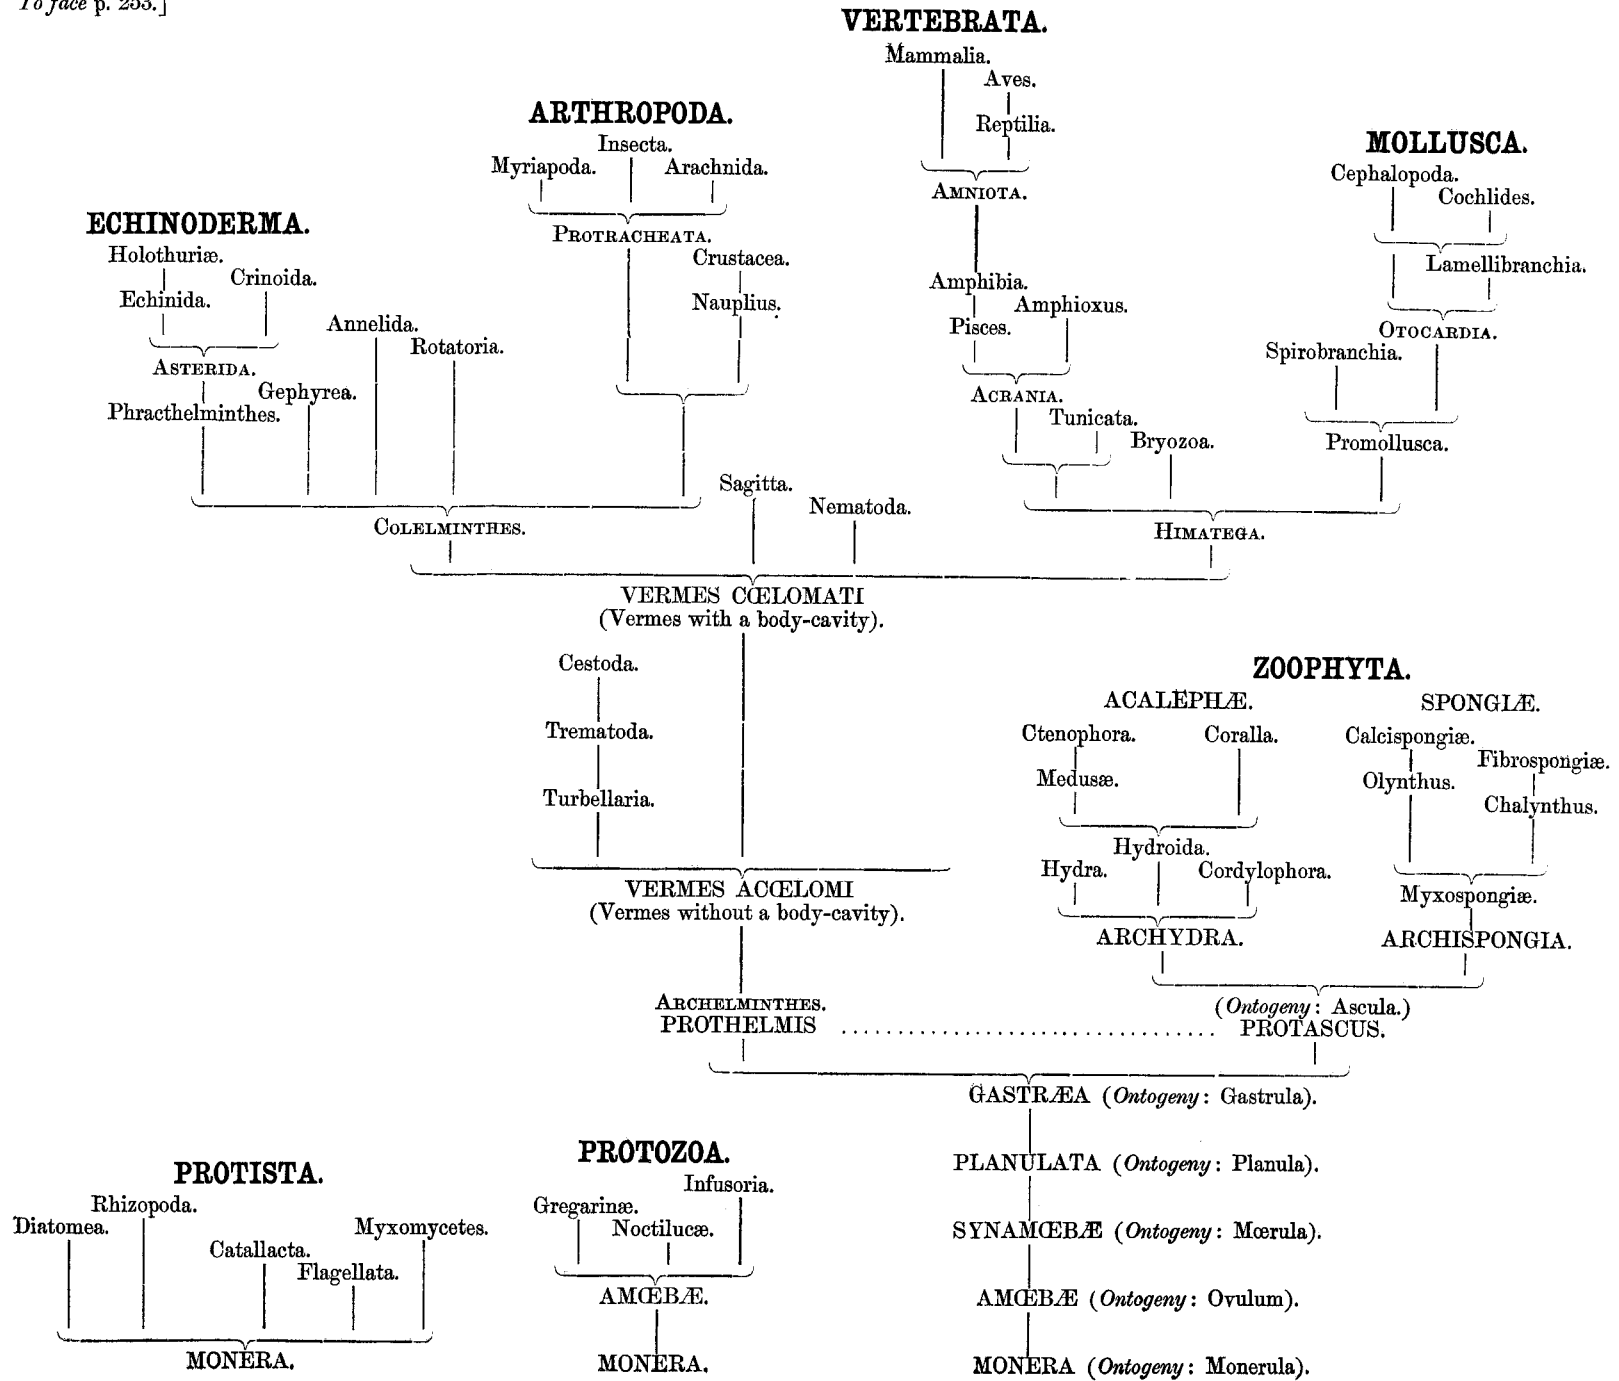 To face p. 253.]
VERTEBRATA.
Mammalia.
Aves.
Reptilia.
AMNIOTA.
Amphibia.
Amphioxus.
Pisces.
ACRANIA.
Tunicata.
Bryozoa.
ARTHROPODA.
Insecta.
Myriapoda.
Arachnida.
PROTRACHEATA.
Crustacea.
Nauplius.
MOLLUSCA.
Cephalopoda.
Cochlides.
Lamellibranchia.
OTOCARDIA.
Spirobranchia.
Promollusca.
ECHINODERMA.
Holothuriæ.
Crinoida.
Echinida.
Annelida.
Rotatoria.
ASTERIDA.
Gephyrea.
Phracthelminthes.
Sagitta.
Nematoda.
COLELMINTHES.
HIMATEGA.
VERMES CŒLOMATI
(Vermes with a body-cavity).
Cestoda.
Trematoda.
Turbellaria.
VERMES ACŒLOMI
(Vermes without a body-cavity).
ZOOPHYTA.
ACALEPHÆ.
SPONGIÆ.
Ctenophora.
Coralla.
Calcispongiæ.
Fibrospongiæ.
Medusæ.
Olynthus.
Chalynthus.
Hydroida.
Hydra.
Cordylophora.
Myxospongiæ.
ARCHYDRA.
ARCHISPONGIA.
ARCHELMINTHES.
(Ontogeny: Ascula.)
PROTHELMIS ................................ PROTASCUS.
GASTRÆA (Ontogeny: Gastrula).
PLANULATA (Ontogeny: Planula).
SYNAMŒBÆ (Ontogeny: Mœrula).
AMŒBÆ (Ontogeny: Ovulum).
MONERA (Ontogeny: Monerula).
PROTISTA.
Rhizopoda.
Diatomea.
Myxomycetes.
Catallacta.
Flagellata.
MONERA.
PROTOZOA.
Infusoria.
Gregarinæ.
Noctilucæ.
AMŒBÆ.
MONERA.